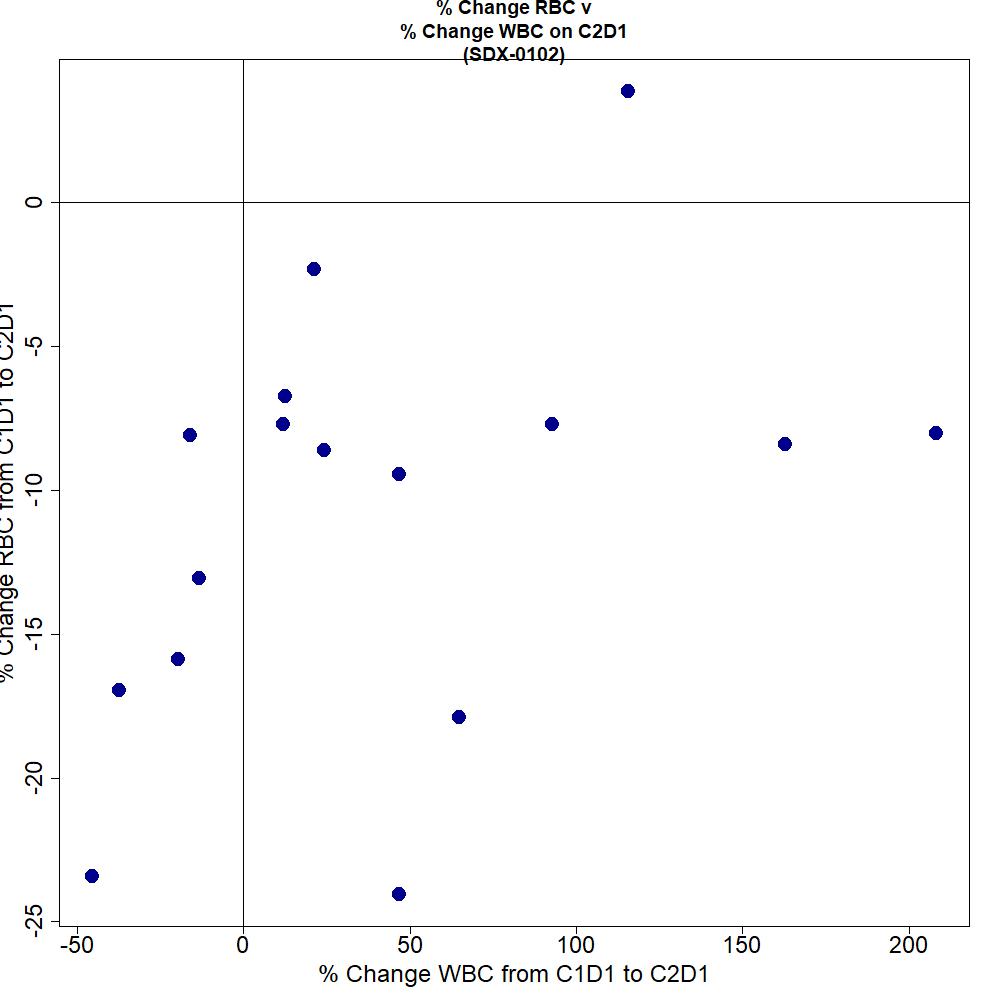 % Change RBC v
% Change WBC on C2D1
(SDX-0102)
% Change RBC from C1D1 to C2D1
0
-5
-10
-15
-20
-25
-50
0
50
100
150
200
% Change WBC from C1D1 to C2D1